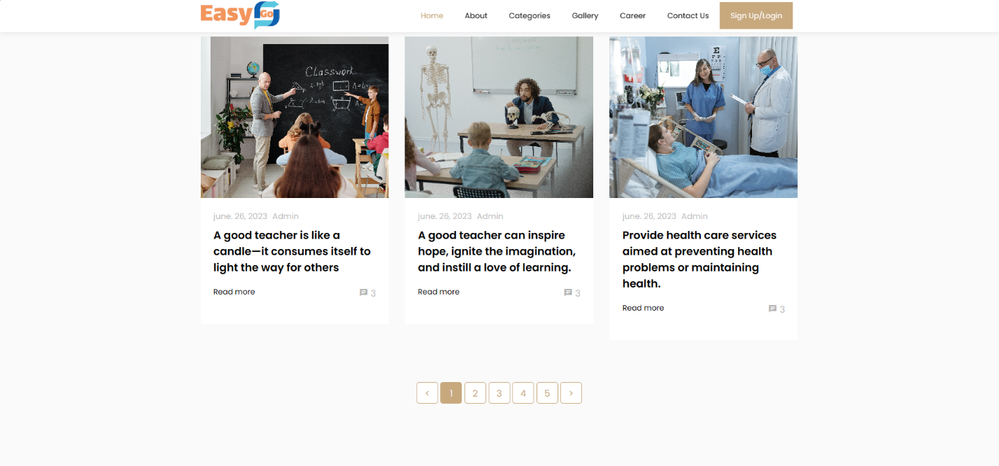 Easy Go
Home About Categories Gallery Career Contact Us Sign Up/Login
Classwork
june. 26, 2023 Admin
A good teacher is like a
candle—it consumes itself to
light the way for others
Read more 3
june. 26, 2023 Admin
A good teacher can inspire
hope, ignite the imagination,
and instill a love of learning.
Read more 3
june. 26, 2023 Admin
Provide health care services
aimed at preventing health
problems or maintaining
health.
Read more 3
< 1 2 3 4 5 >